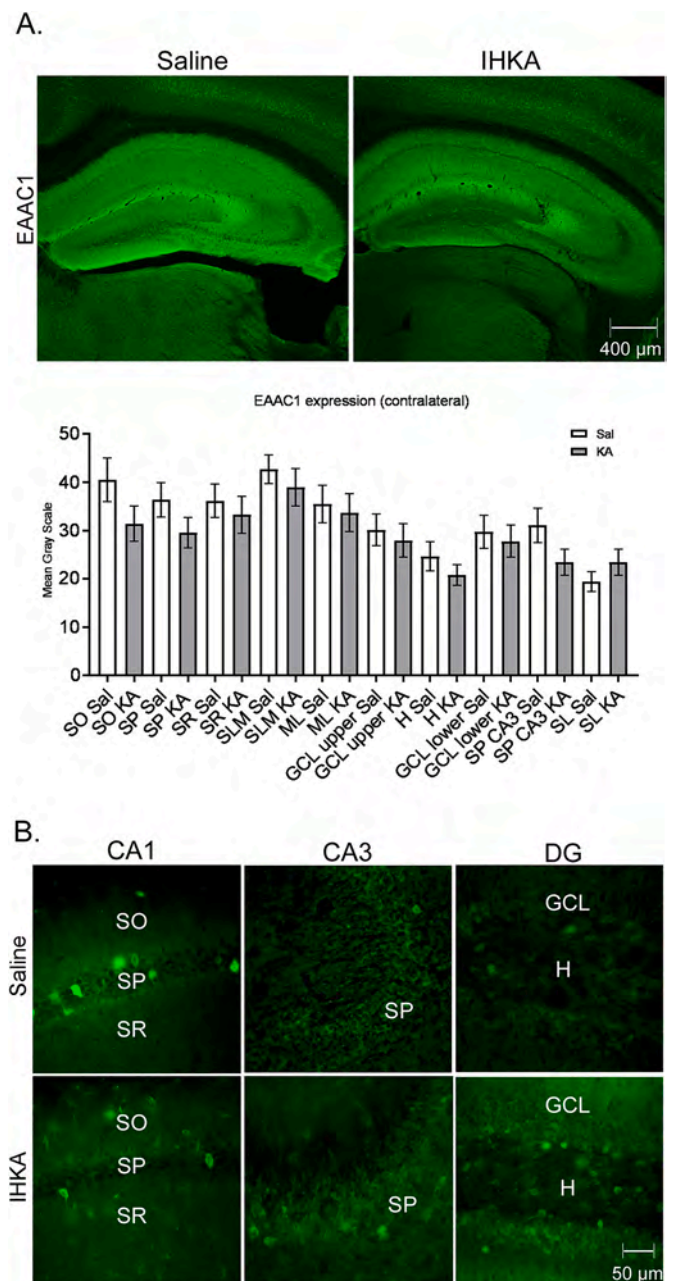 A.
Saline IHKA
EAAC1
400 µm
EAAC1 expression (contralateral)
Sal
KA
Mean Gray Scale
50
40
30
20
10
0
SO Sal
SO KA
SP Sal
SP KA
SR Sal
SR KA
SLM Sal
SLM KA
ML Sal
ML KA
GCL upper Sal
GCL upper KA
H Sal
H KA
GCL lower Sal
GCL lower KA
SP CA3 Sal
SP CA3 KA
SL Sal
SL KA
B.
CA1 CA3 DG
Saline
SO
SP
SR
SP
GCL
H
IHKA
SO
SP
SR
SP
GCL
H
50 µm